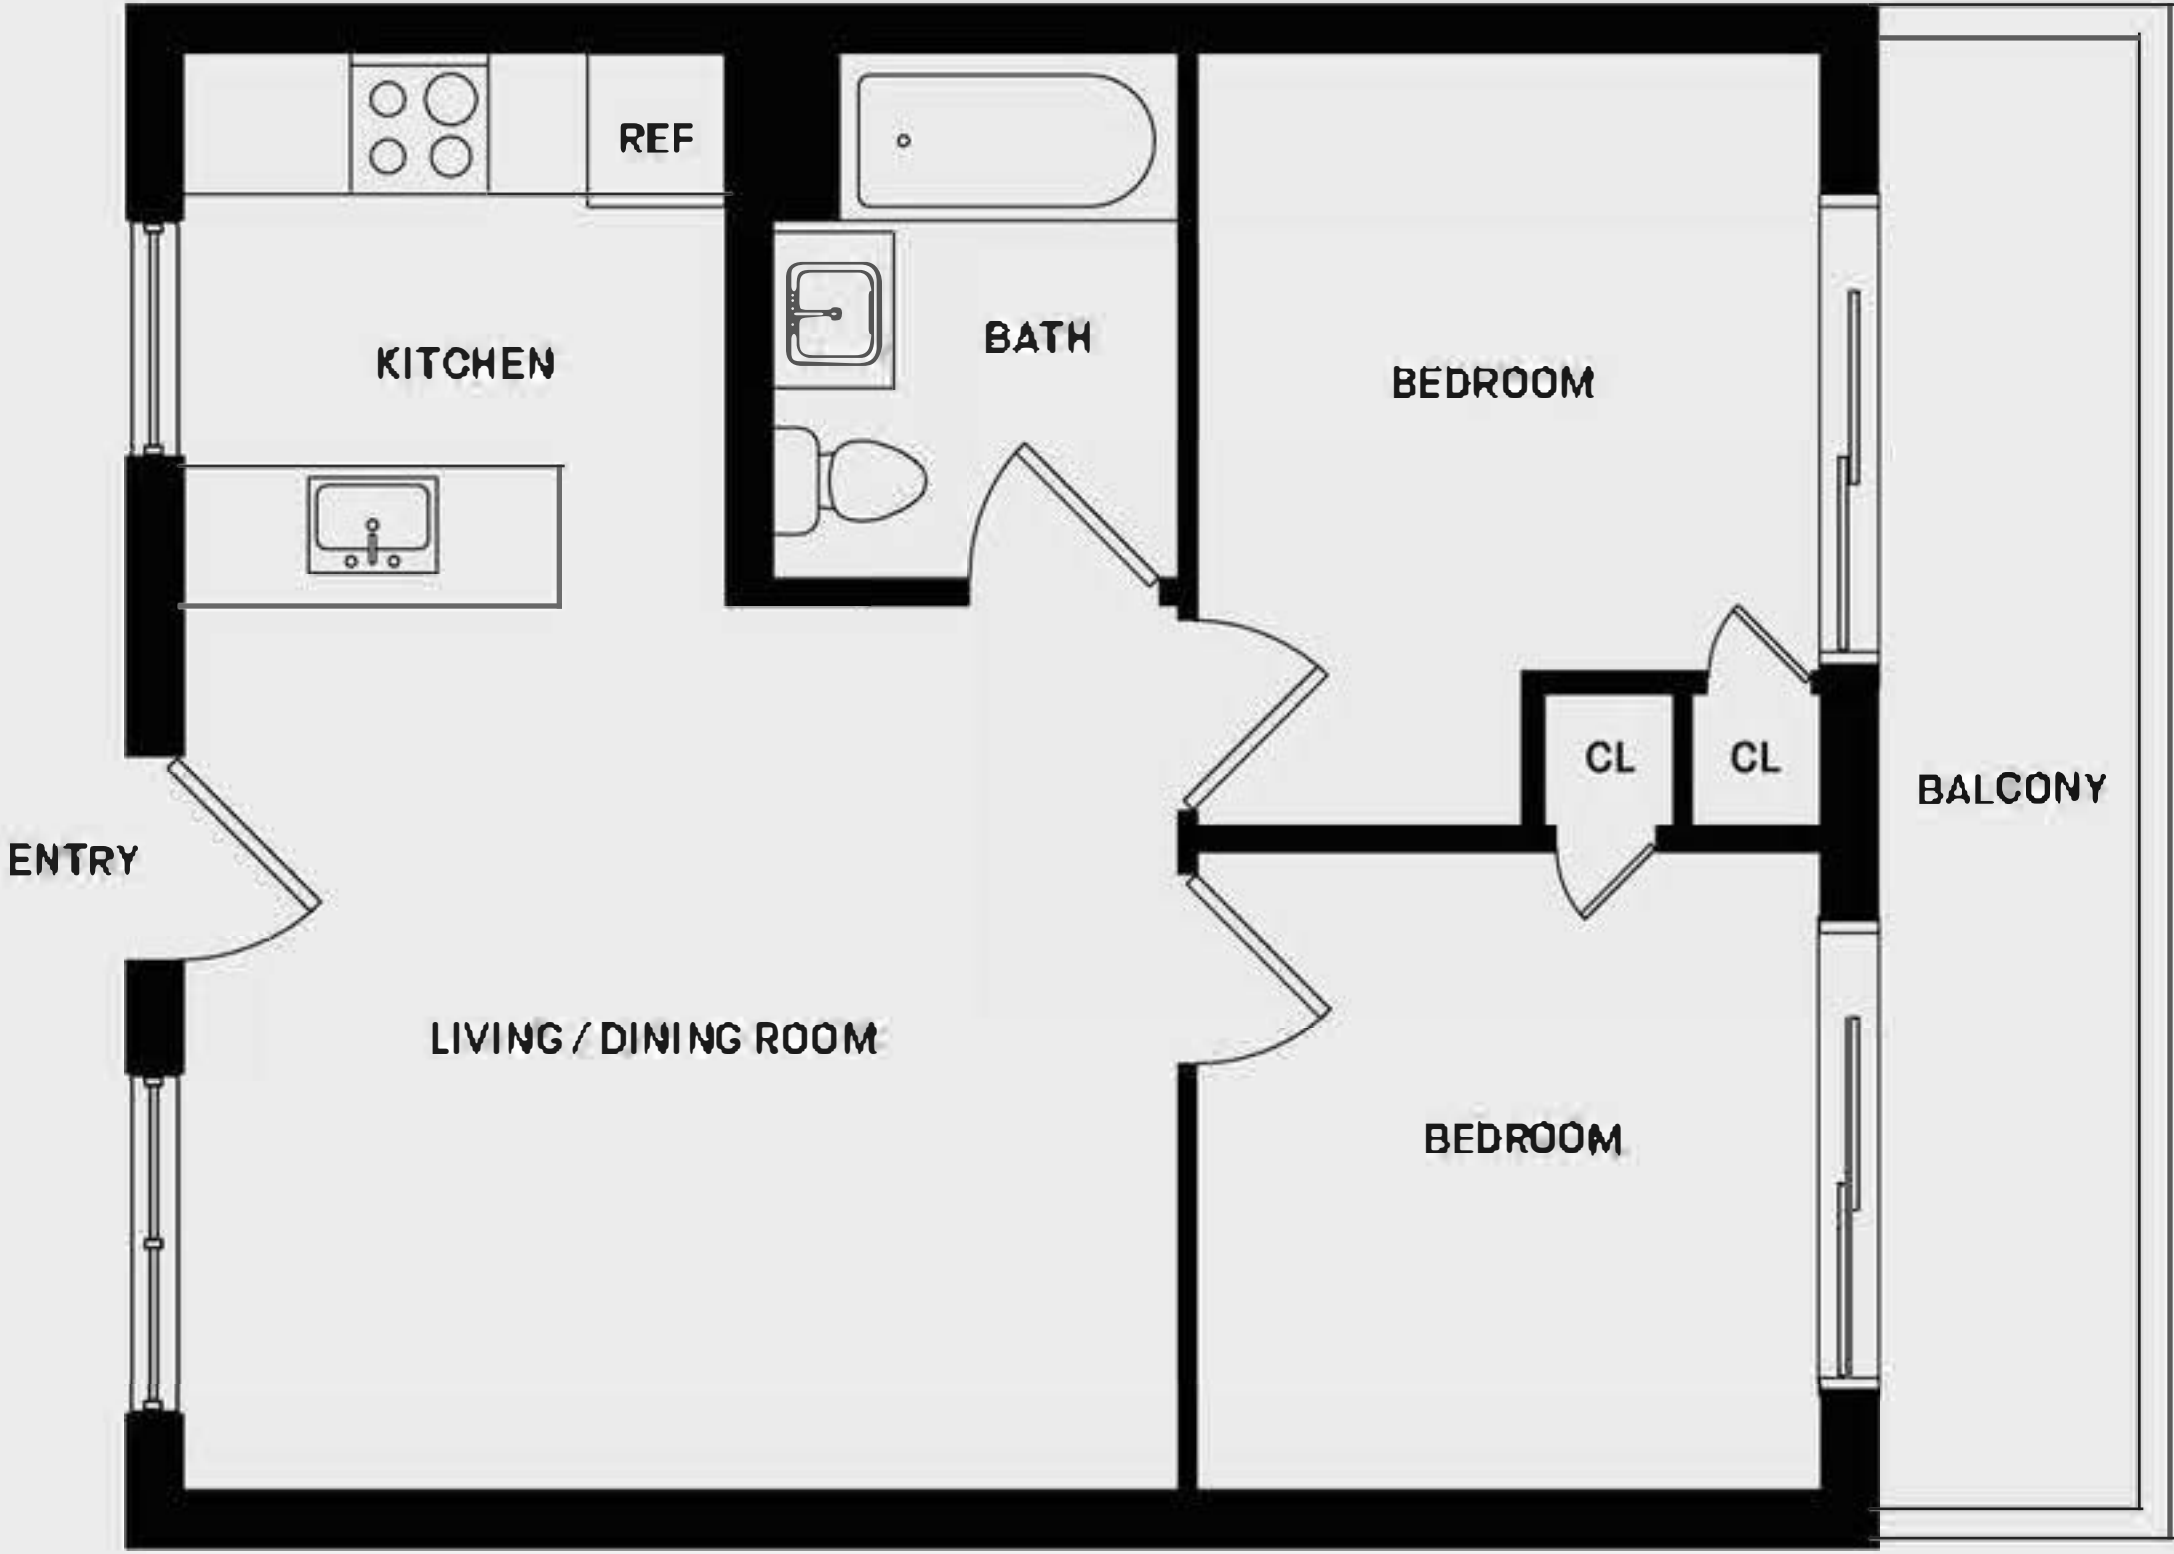 REF
KITCHEN
BATH
BEDROOM
CL
CL
BALCONY
ENTRY
LIVING / DINING ROOM
BEDROOM